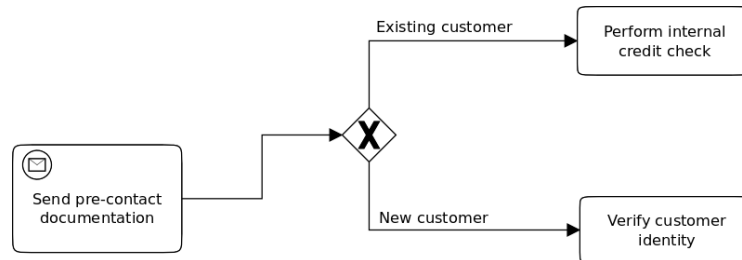 Existing customer
Perform internal
credit check
Send pre-contact
documentation
New customer
Verify customer
identity